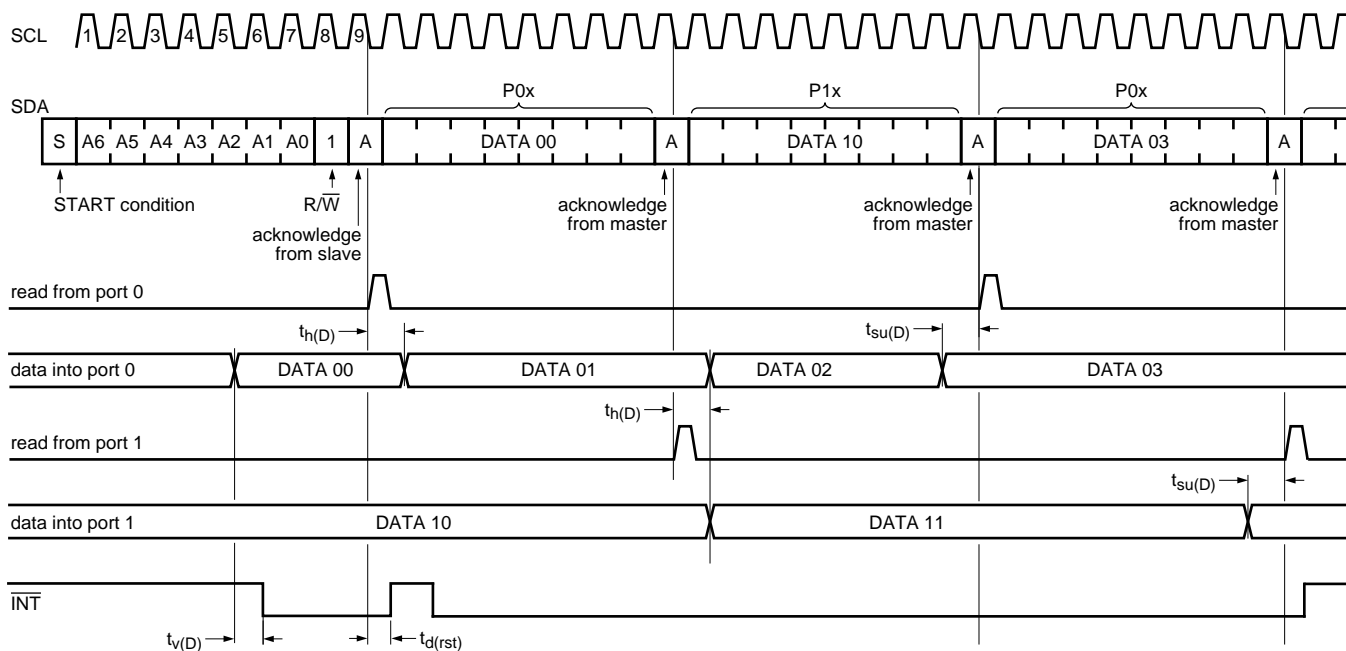 SCL 1 2 3 4 5 6 7 8 9
P0x P1x P0x
SDA
S A6 A5 A4 A3 A2 A1 A0 1 A DATA 00 A DATA 10 A DATA 03 A
START condition
R/W̅
acknowledge
from slave
acknowledge
from master
acknowledge
from master
acknowledge
from master
read from port 0
th(D)
tsu(D)
data into port 0 DATA 00 DATA 01 DATA 02 DATA 03
th(D)
read from port 1
tsu(D)
data into port 1 DATA 10 DATA 11
I̅N̅T̅
tv(D)
td(rst)